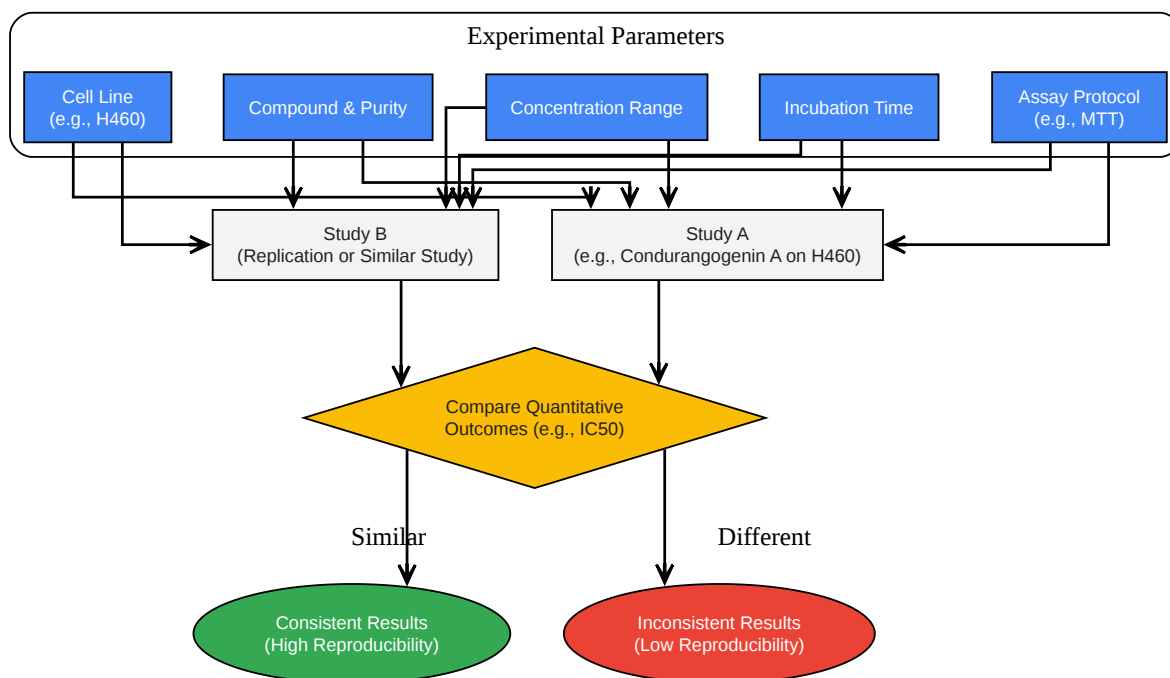 Experimental Parameters
Cell Line
(e.g., H460)
Compound & Purity
Concentration Range
Incubation Time
Assay Protocol
(e.g., MTT)
Study B
(Replication or Similar Study)
Study A
(e.g., Condurangogenin A on H460)
Compare Quantitative
Outcomes (e.g., IC50)
Similar
Different
Consistent Results
(High Reproducibility)
Inconsistent Results
(Low Reproducibility)